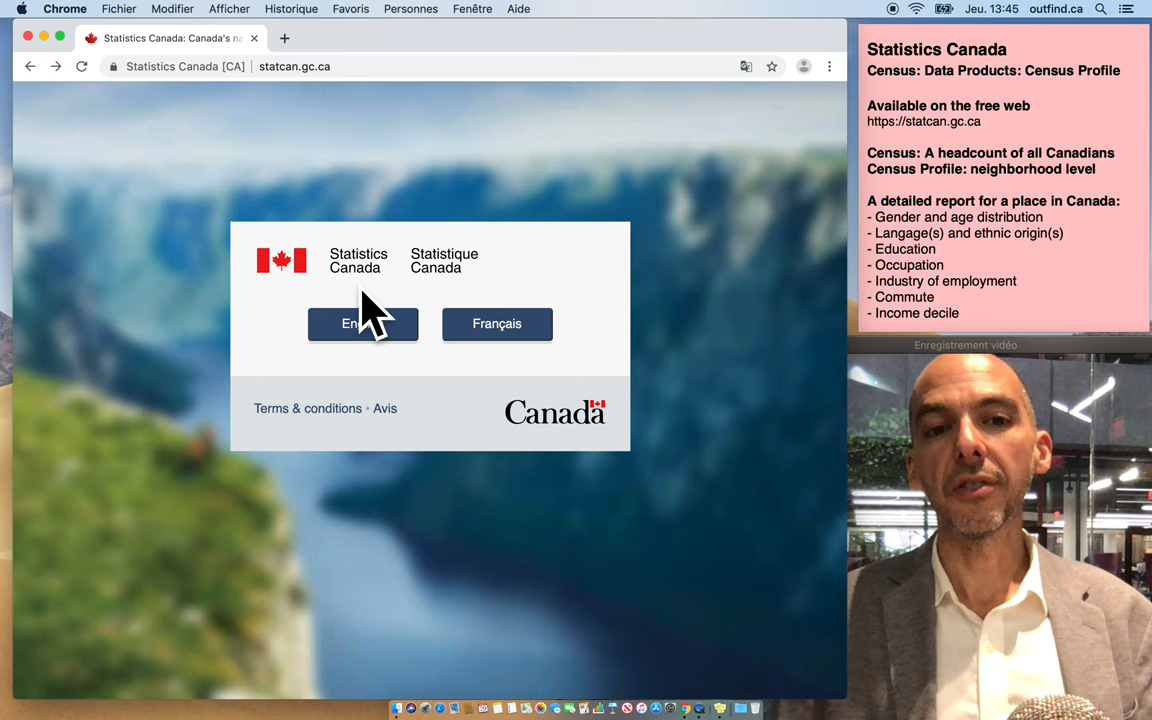 Chrome Fichier Modifier Afficher Historique Favoris Personnes Fenêtre Aide Jeu. 13:45 outfind.ca
Statistics Canada: Canada's na
Statistics Canada [CA] statcan.gc.ca
Statistics Canada
Statistique Canada
Français
Terms & conditions • Avis
Canada
Statistics Canada
Census: Data Products: Census Profile
Available on the free web
https://statcan.gc.ca
Census: A headcount of all Canadians
Census Profile: neighborhood level
A detailed report for a place in Canada:
- Gender and age distribution
- Langage(s) and ethnic origin(s)
- Education
- Occupation
- Industry of employment
- Commute
- Income decile
Enregistrement vidéo